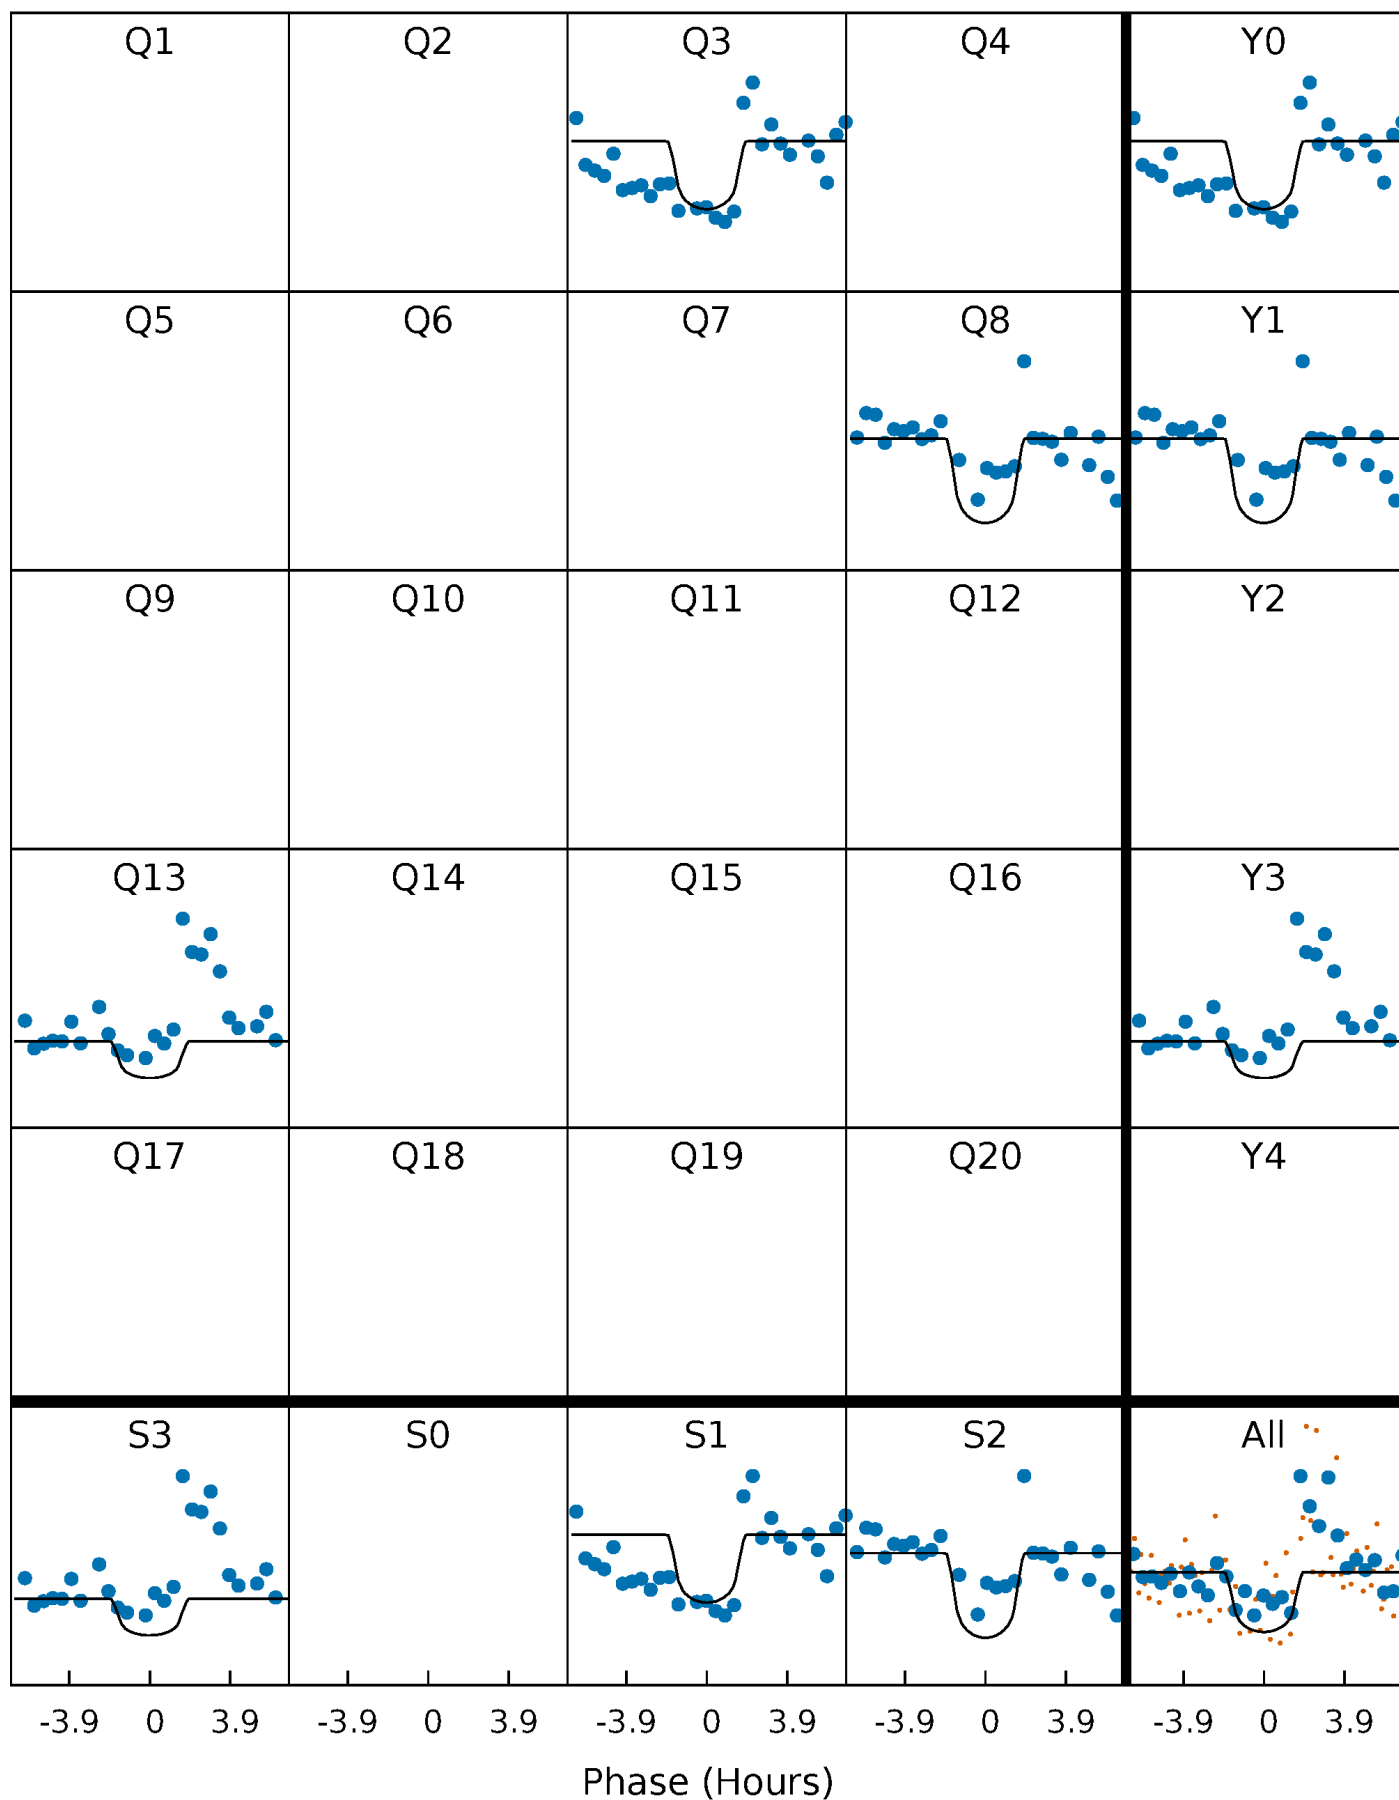 Q1 Q2 Q3 Q4 Y0
Q5 Q6 Q7 Q8 Y1
Q9 Q10 Q11 Q12 Y2
Q13 Q14 Q15 Q16 Y3
Q17 Q18 Q19 Q20 Y4
S3 S0 S1 S2 All
-3.9 0 3.9 -3.9 0 3.9 -3.9 0 3.9 -3.9 0 3.9 -3.9 0 3.9
Phase (Hours)